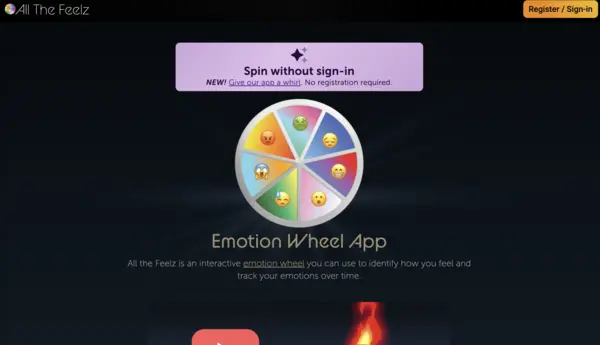 All The Feelz
Register / Sign-in
Spin without sign-in
NEW! Give our app a whirl. No registration required.
Emotion Wheel App
All the Feelz is an interactive emotion wheel you can use to identify how you feel and
track your emotions over time.